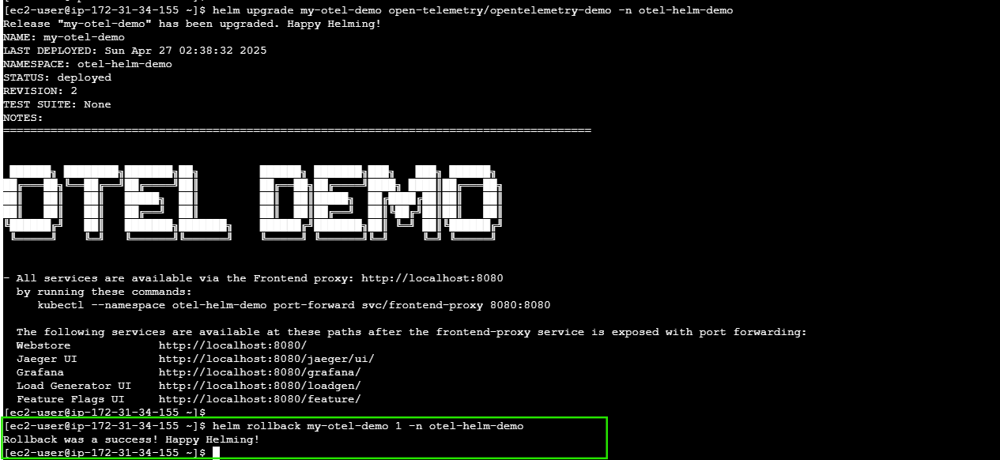 [ec2-user@ip-172-31-34-155 ~]$ helm upgrade my-otel-demo open-telemetry/opentelemetry-demo -n otel-helm-demo
Release "my-otel-demo" has been upgraded. Happy Helming!
NAME: my-otel-demo
LAST DEPLOYED: Sun Apr 27 02:38:32 2025
NAMESPACE: otel-helm-demo
STATUS: deployed
REVISION: 2
TEST SUITE: None
NOTES:
=======================================================================================
OTEL DEMO
- All services are available via the Frontend proxy: http://localhost:8080
by running these commands:
kubectl --namespace otel-helm-demo port-forward svc/frontend-proxy 8080:8080
The following services are available at these paths after the frontend-proxy service is exposed with port forwarding:
Webstore http://localhost:8080/
Jaeger UI http://localhost:8080/jaeger/ui/
Grafana http://localhost:8080/grafana/
Load Generator UI http://localhost:8080/loadgen/
Feature Flags UI http://localhost:8080/feature/
[ec2-user@ip-172-31-34-155 ~]$
[ec2-user@ip-172-31-34-155 ~]$ helm rollback my-otel-demo 1 -n otel-helm-demo
Rollback was a success! Happy Helming!
[ec2-user@ip-172-31-34-155 ~]$